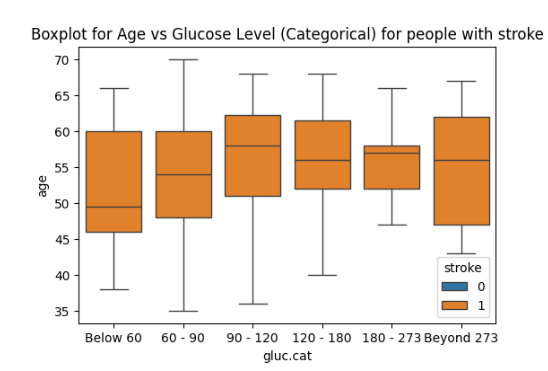 Boxplot for Age vs Glucose Level (Categorical) for people with stroke
70
65
60
55
50
45
40
35
age
stroke
0
1
Below 60 60 - 90 90 - 120 120 - 180 180 - 273 Beyond 273
gluc.cat